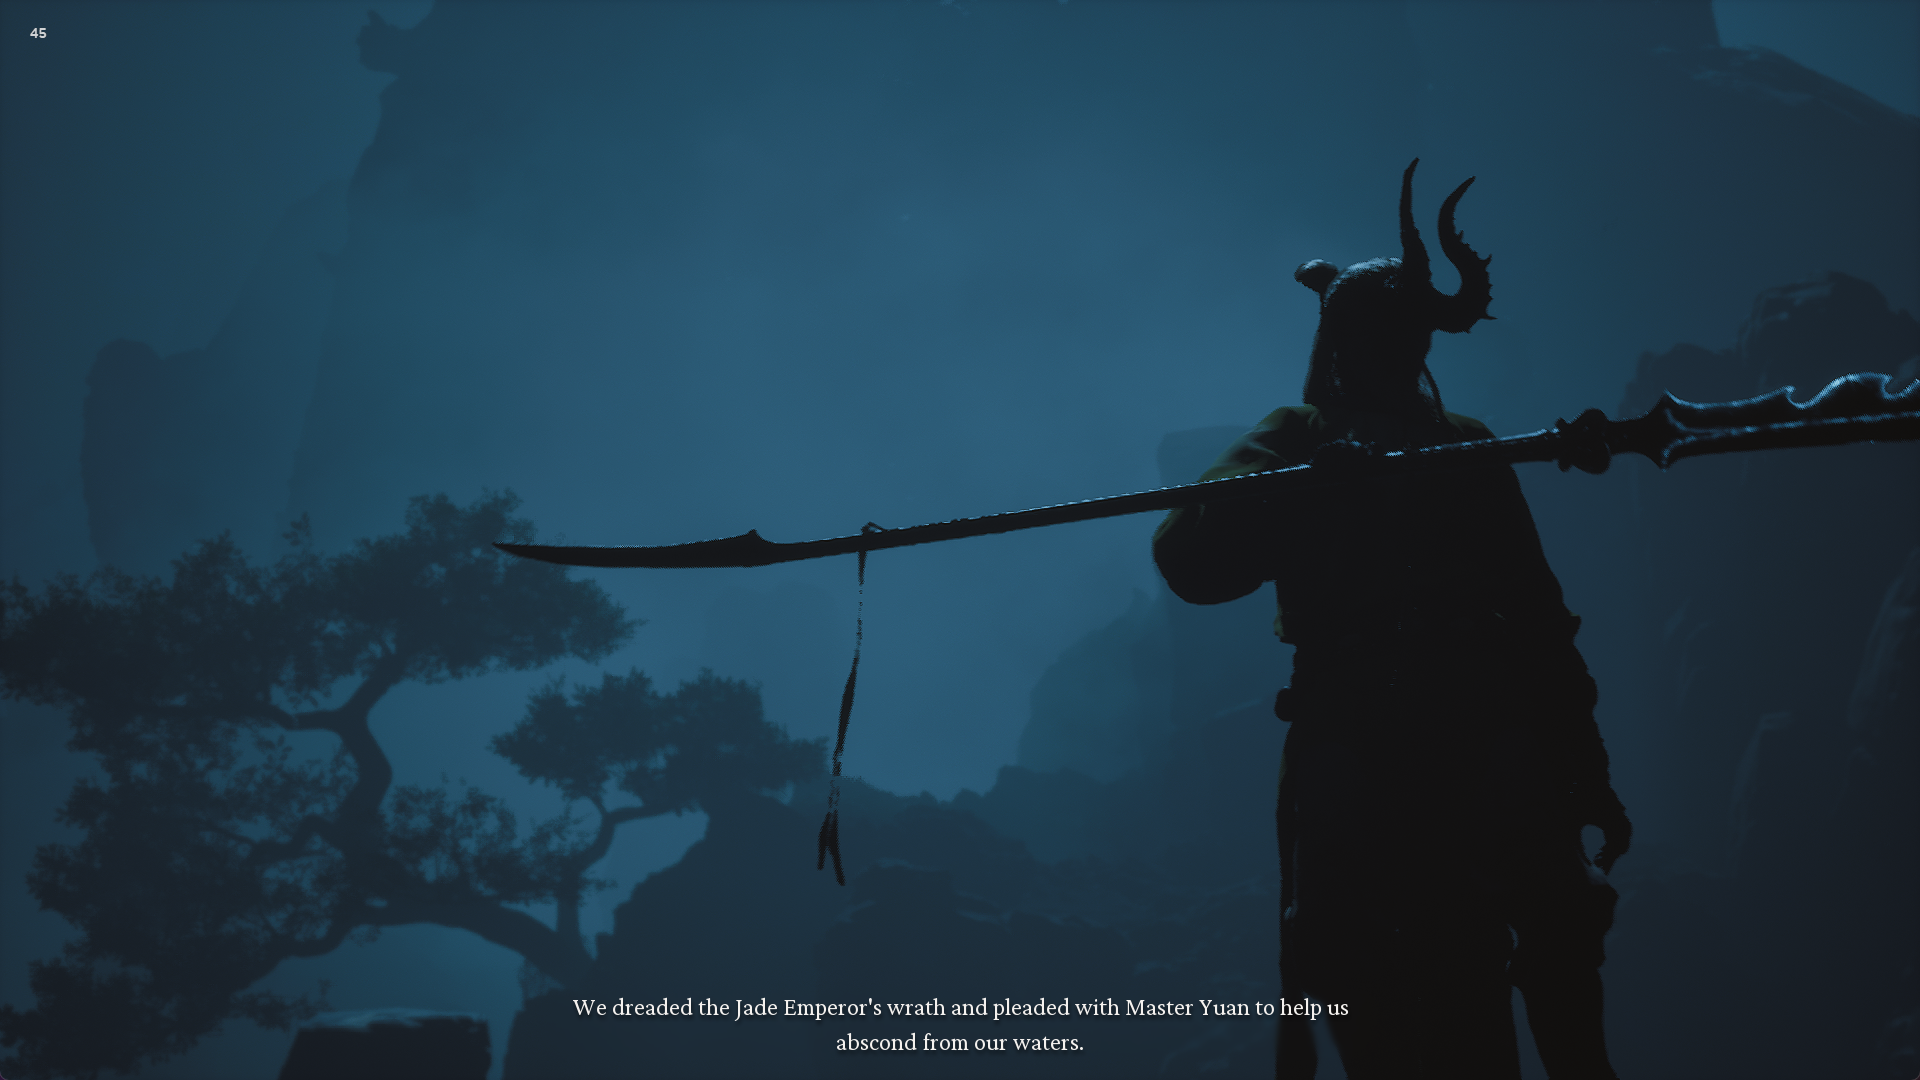 45
We dreaded the Jade Emperor's wrath and pleaded with Master Yuan to help us
abscond from our waters.